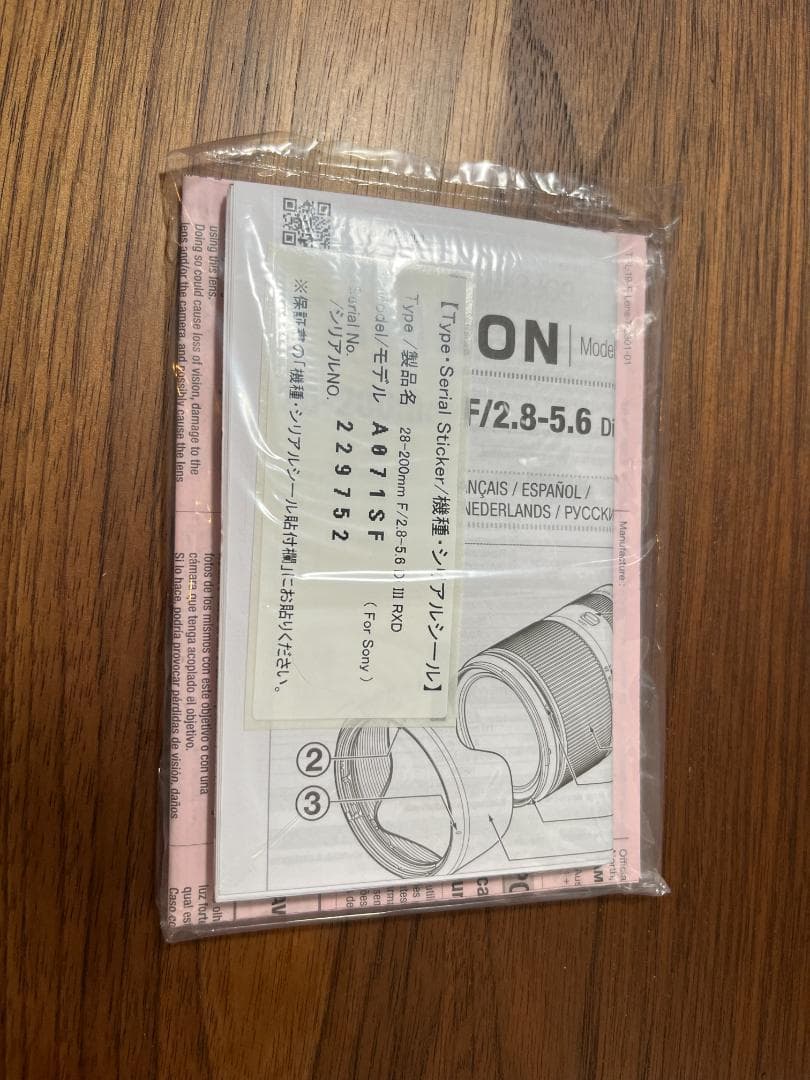 【Type・Serial Sticker/機種・シリアルシール】
Type /製品名 28-200mm F/2.8-5.6 Di III RXD
Model/モデル A071SF ( For Sony )
Serial No.
/シリアルNO. 229752
※保証書の「機種・シリアルシール貼付欄」にお貼りください。
ON Mode
F/2.8-5.6 Di
ANÇAIS / ESPAÑOL /
NEDERLANDS / РУССКИ
②
③
using this lens.
Doing so could cause loss of vision, damage to the
lens and/or the camera, and possibly cause the lens
fotos de los mismos con este objetivo o con una
cámara que tenga acoplado el objetivo.
Si lo hace, podría provocar pérdidas de visión, daños
Manufacture :
Official